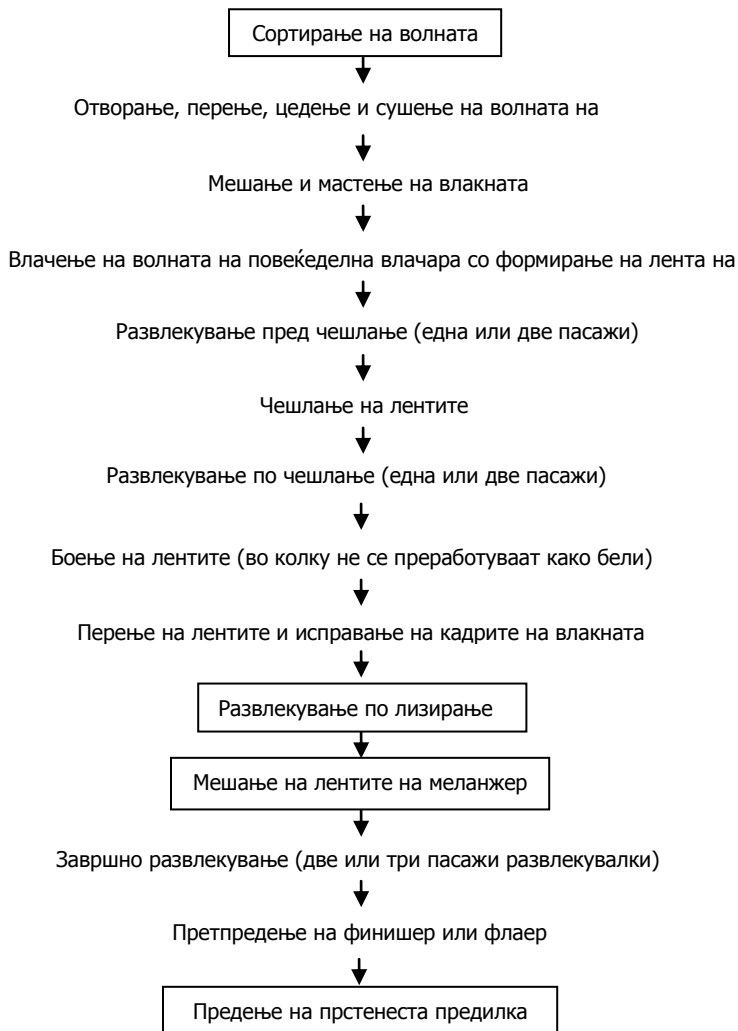 Сортирање на волната
Отворање, перење, цедење и сушење на волната на
Мешање и мастење на влакната
Влачење на волната на повеќеделна влачара со формирање на лента на
Развлекување пред чешлање (една или две пасажи)
Чешлање на лентите
Развлекување по чешлање (една или две пасажи)
Боење на лентите (во колку не се преработуваат како бели)
Перење на лентите и исправање на кадрите на влакната
Развлекување по лизирање
Мешање на лентите на меланжер
Завршно развлекување (две или три пасажи развлекувалки)
Претпредење на финишер или флаер
Предење на прстенеста предилка